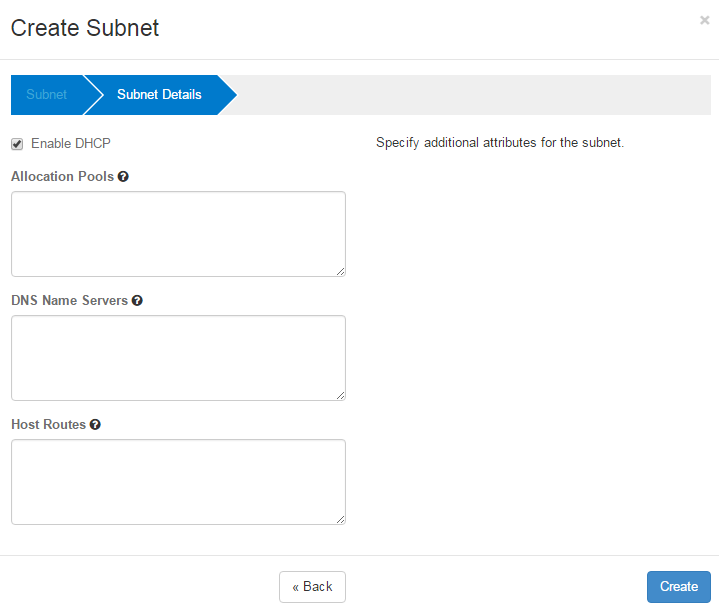 Create Subnet
×
Subnet
Subnet Details
Enable DHCP
Specify additional attributes for the subnet.
Allocation Pools
DNS Name Servers
Host Routes
« Back
Create